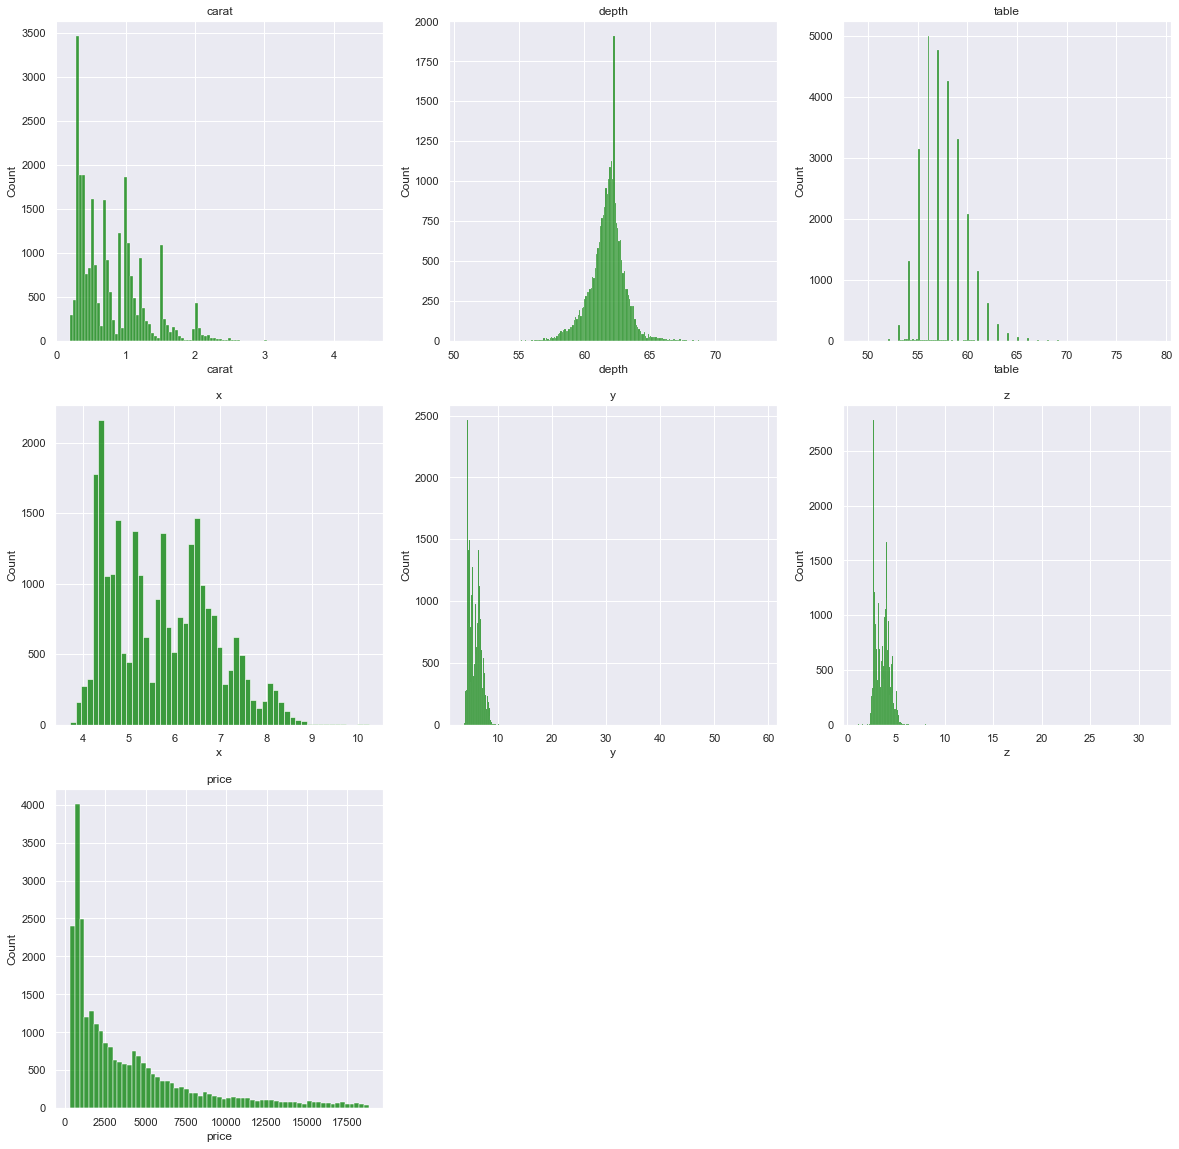 carat
3500
3000
2500
2000
1500
1000
500
0
Count
0 1 2 3 4
carat
depth
2000
1750
1500
1250
1000
750
500
250
0
Count
50 55 60 65 70
depth
table
5000
4000
3000
2000
1000
0
Count
50 55 60 65 70 75 80
table
x
2000
1500
1000
500
0
Count
4 5 6 7 8 9 10
x
y
2500
2000
1500
1000
500
0
Count
10 20 30 40 50 60
y
z
2500
2000
1500
1000
500
0
Count
0 5 10 15 20 25 30
z
price
4000
3500
3000
2500
2000
1500
1000
500
0
Count
0 2500 5000 7500 10000 12500 15000 17500
price